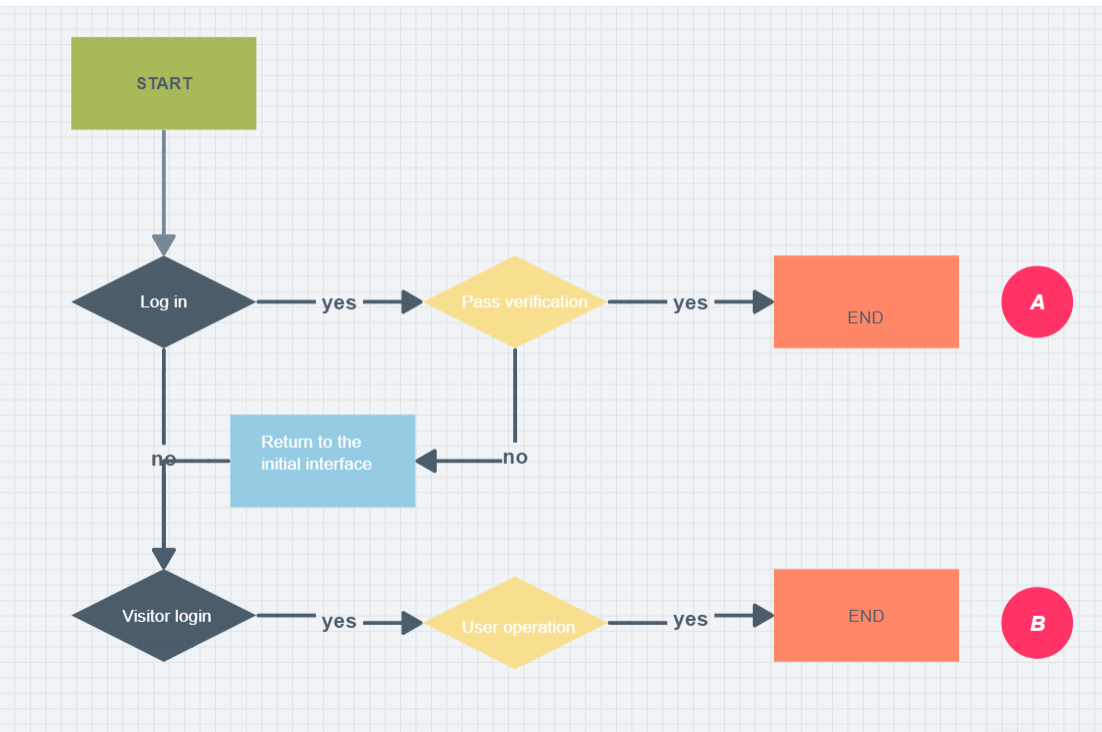 START
Log in
yes
Pass verification
yes
END
A
Return to the
initial interface
no
no
Visitor login
yes
User operation
yes
END
B